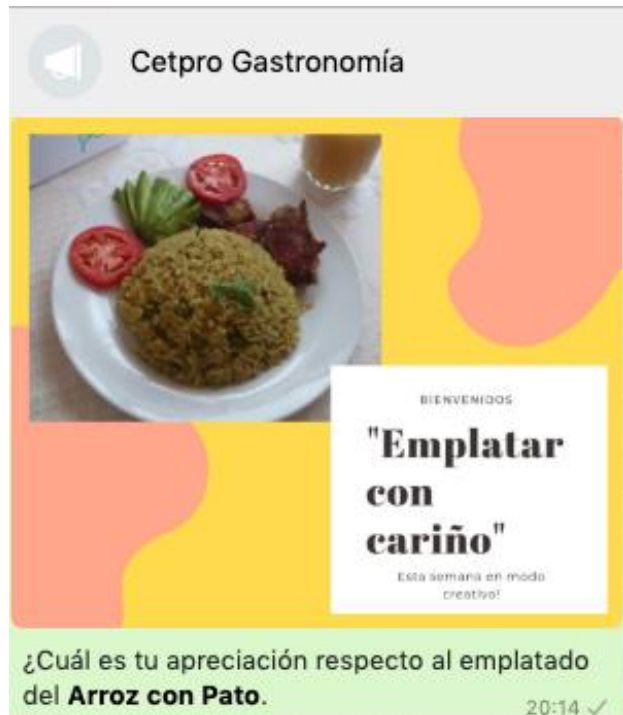 Cetpro Gastronomía
BIENVENIDOS
"Emplatar
con
cariño"
Esta semana en modo
creativo!
¿Cuál es tu apreciación respecto al emplatado
del Arroz con Pato.
20:14